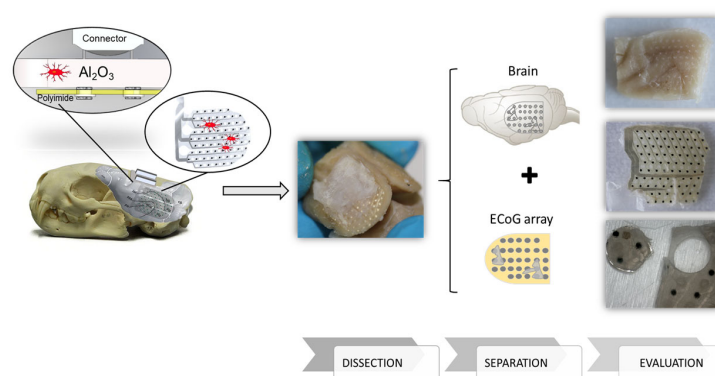 Connector
Al₂O₃
Polyimide
Brain
+
ECoG array
DISSECTION
SEPARATION
EVALUATION